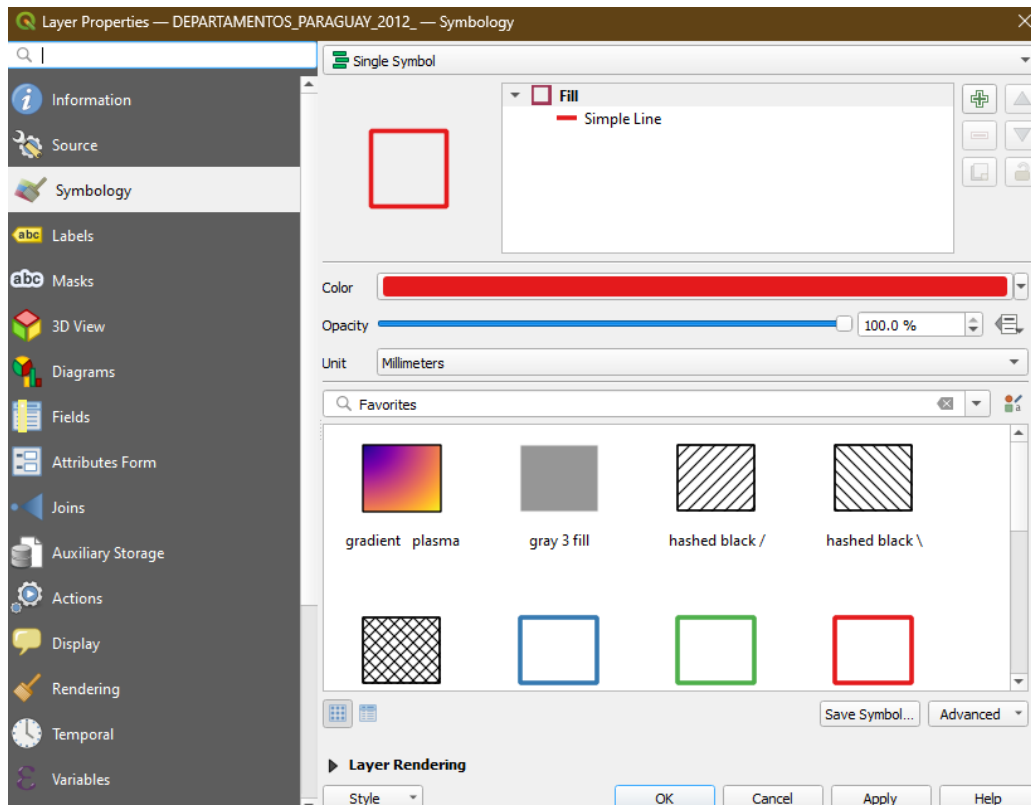 Layer Properties — DEPARTAMENTOS_PARAGUAY_2012_ — Symbology
Single Symbol
Information
Source
Symbology
Labels
Masks
3D View
Diagrams
Fields
Attributes Form
Joins
Auxiliary Storage
Actions
Display
Rendering
Temporal
Variables
Fill
Simple Line
Color
Opacity 100.0 %
Unit Millimeters
Favorites
gradient plasma gray 3 fill hashed black / hashed black \
Save Symbol... Advanced
Layer Rendering
Style OK Cancel Apply Help